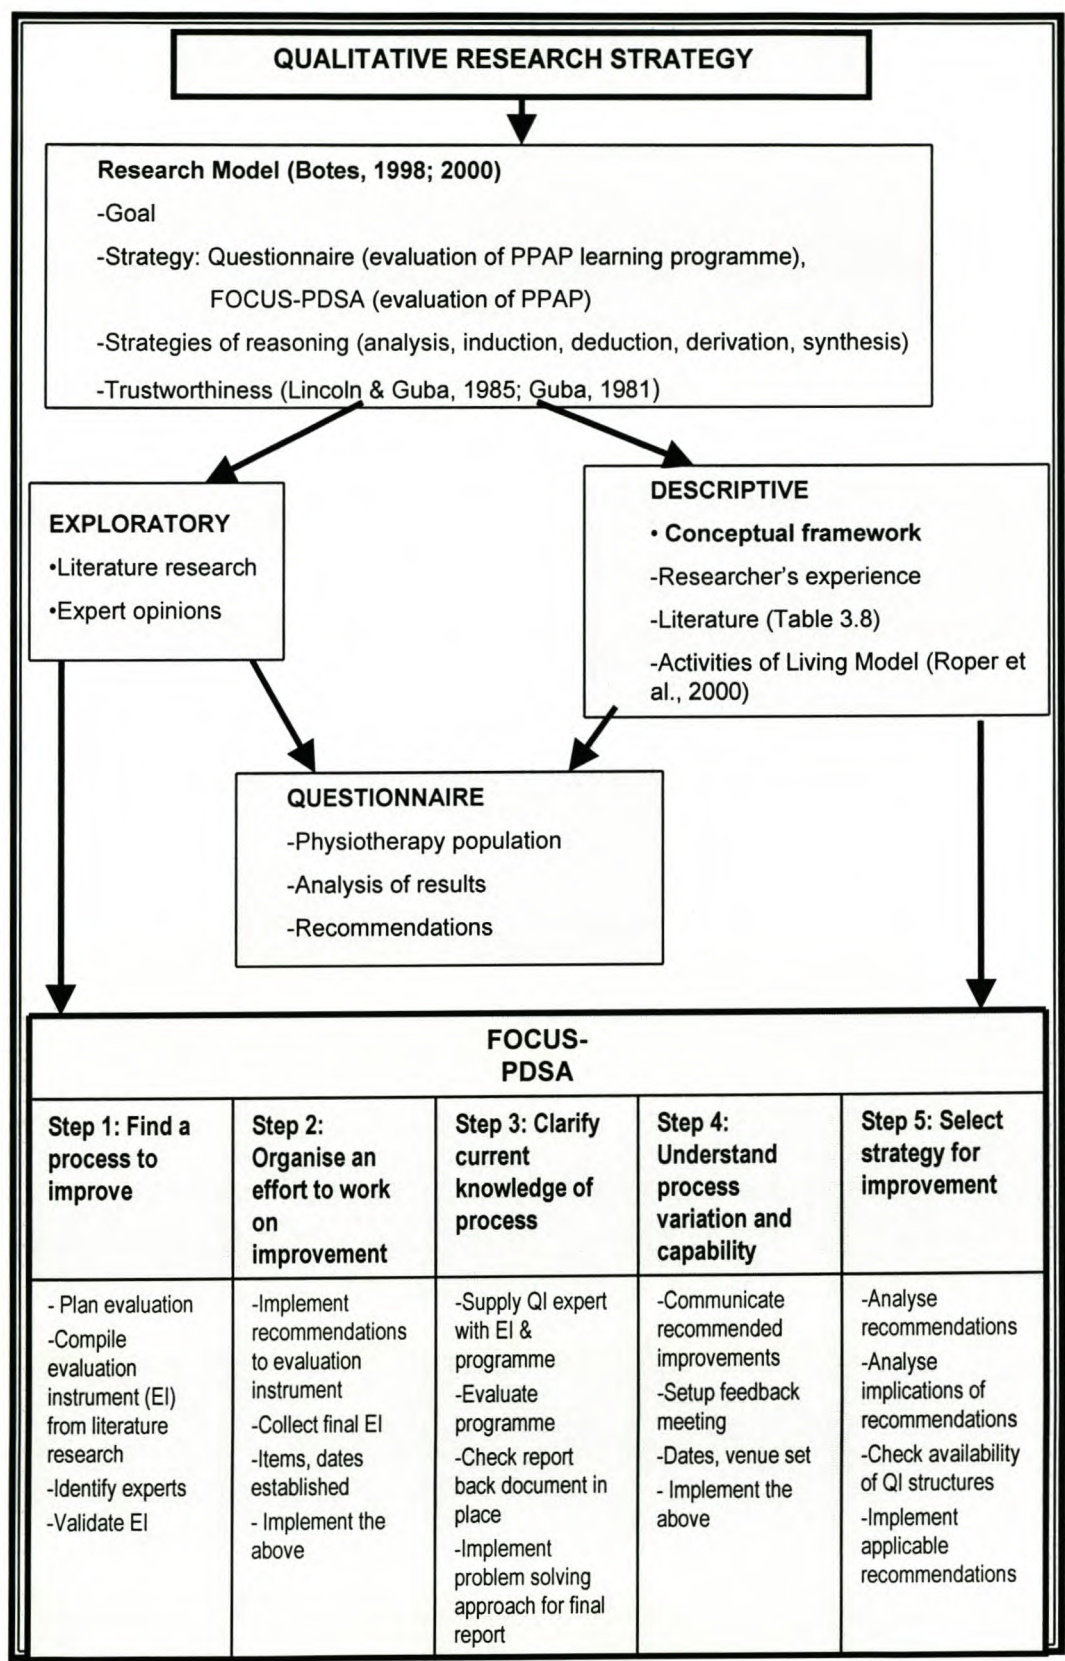 QUALITATIVE RESEARCH STRATEGY
Research Model (Botes, 1998; 2000)
-Goal
-Strategy: Questionnaire (evaluation of PPAP learning programme),
FOCUS-PDSA (evaluation of PPAP)
-Strategies of reasoning (analysis, induction, deduction, derivation, synthesis)
-Trustworthiness (Lincoln & Guba, 1985; Guba, 1981)
EXPLORATORY
•Literature research
•Expert opinions
DESCRIPTIVE
• Conceptual framework
-Researcher's experience
-Literature (Table 3.8)
-Activities of Living Model (Roper et
al., 2000)
QUESTIONNAIRE
-Physiotherapy population
-Analysis of results
-Recommendations
FOCUS-
PDSA
Step 1: Find a
process to
improve
Step 2:
Organise an
effort to work
on
improvement
Step 3: Clarify
current
knowledge of
process
Step 4:
Understand
process
variation and
capability
Step 5: Select
strategy for
improvement
- Plan evaluation
-Compile
evaluation
instrument (EI)
from literature
research
-Identify experts
-Validate EI
-Implement
recommendations
to evaluation
instrument
-Collect final EI
-Items, dates
established
- Implement the
above
-Supply QI expert
with EI &
programme
-Evaluate
programme
-Check report
back document in
place
-Implement
problem solving
approach for final
report
-Communicate
recommended
improvements
-Setup feedback
meeting
-Dates, venue set
- Implement the
above
-Analyse
recommendations
-Analyse
implications of
recommendations
-Check availability
of QI structures
-Implement
applicable
recommendations